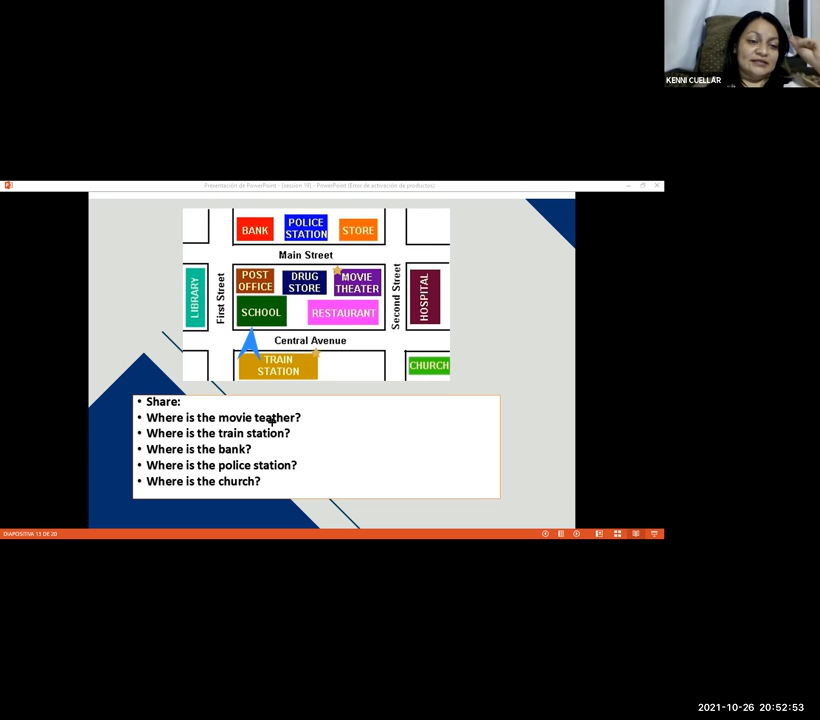 KENNI CUELLAR
Presentación de PowerPoint - [session 19] - PowerPoint (Error de activación de productos)
BANK
POLICE
STATION
STORE
Main Street
LIBRARY
First Street
POST
OFFICE
DRUG
STORE
MOVIE
THEATER
Second Street
HOSPITAL
SCHOOL
RESTAURANT
Central Avenue
TRAIN
STATION
CHURCH
• Share:
• Where is the movie teather?
• Where is the train station?
• Where is the bank?
• Where is the police station?
• Where is the church?
DIAPOSITIVA 13 DE 20
2021-10-26 20:52:53